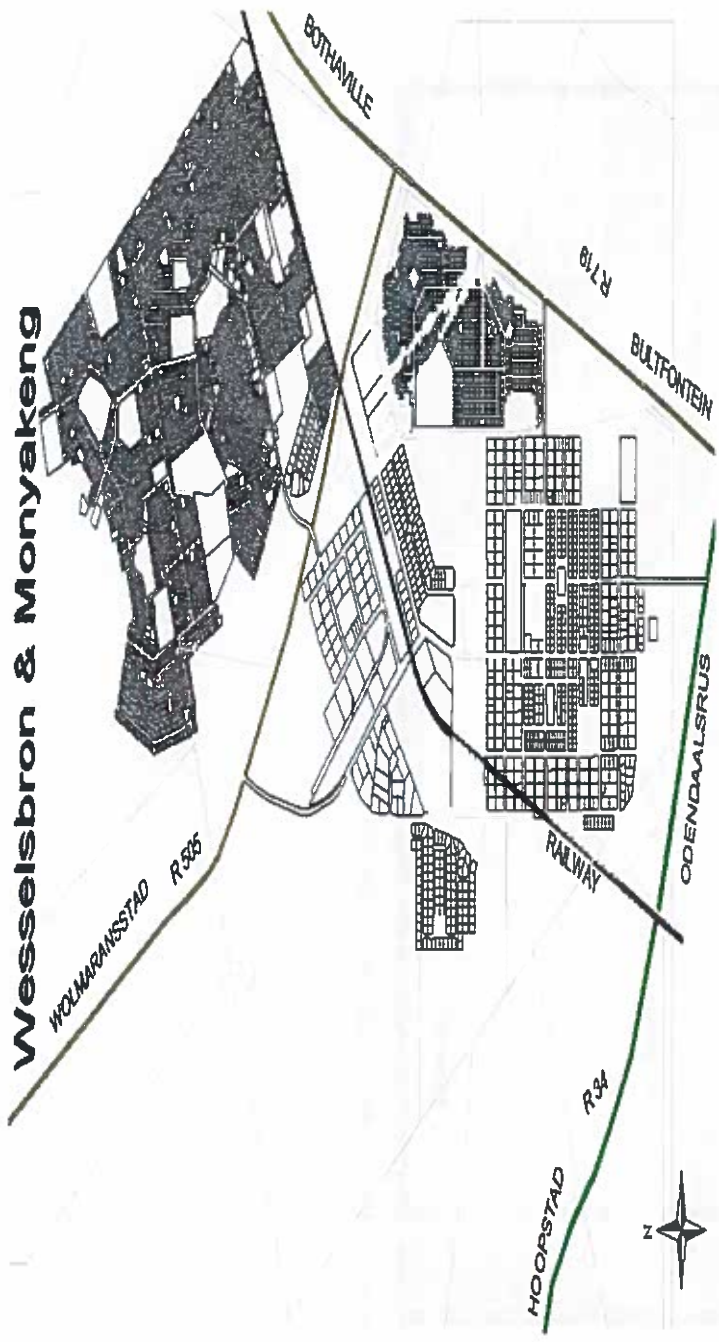 Wesselsbron & Monyakeng
BOTHAVILLE
R 719
BULTFONTEIN
WOLMARANSSTAD R 505
RAILWAY
ODENDAALSRUS
R 34
HOOPSTAD
N